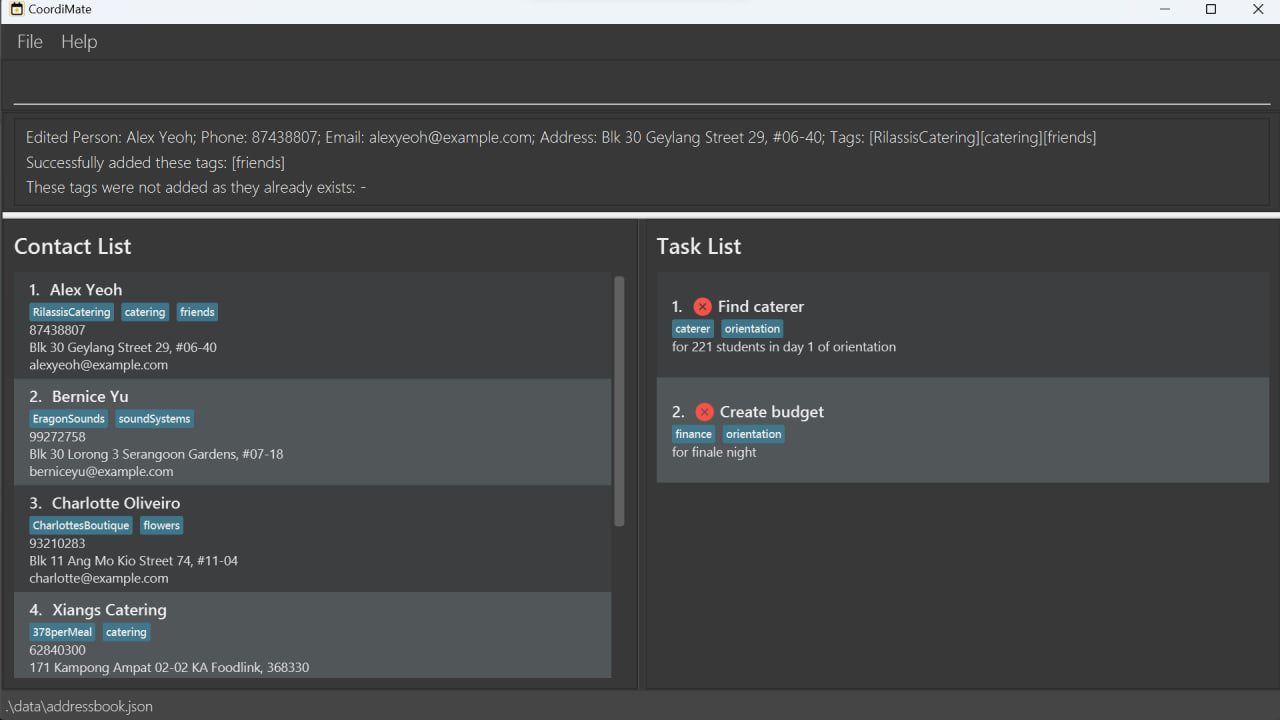 CoordiMate
File Help
Edited Person: Alex Yeoh; Phone: 87438807; Email: alexyeoh@example.com; Address: Blk 30 Geylang Street 29, #06-40; Tags: [RilassisCatering][catering][friends]
Successfully added these tags: [friends]
These tags were not added as they already exists: -
Contact List
1. Alex Yeoh
RilassisCatering catering friends
87438807
Blk 30 Geylang Street 29, #06-40
alexyeoh@example.com
2. Bernice Yu
EragonSounds soundSystems
99272758
Blk 30 Lorong 3 Serangoon Gardens, #07-18
berniceyu@example.com
3. Charlotte Oliveiro
CharlottesBoutique flowers
93210283
Blk 11 Ang Mo Kio Street 74, #11-04
charlotte@example.com
4. Xiangs Catering
378perMeal catering
62840300
171 Kampong Ampat 02-02 KA Foodlink, 368330
Task List
1. Find caterer
caterer orientation
for 221 students in day 1 of orientation
2. Create budget
finance orientation
for finale night
.\data\addressbook.json